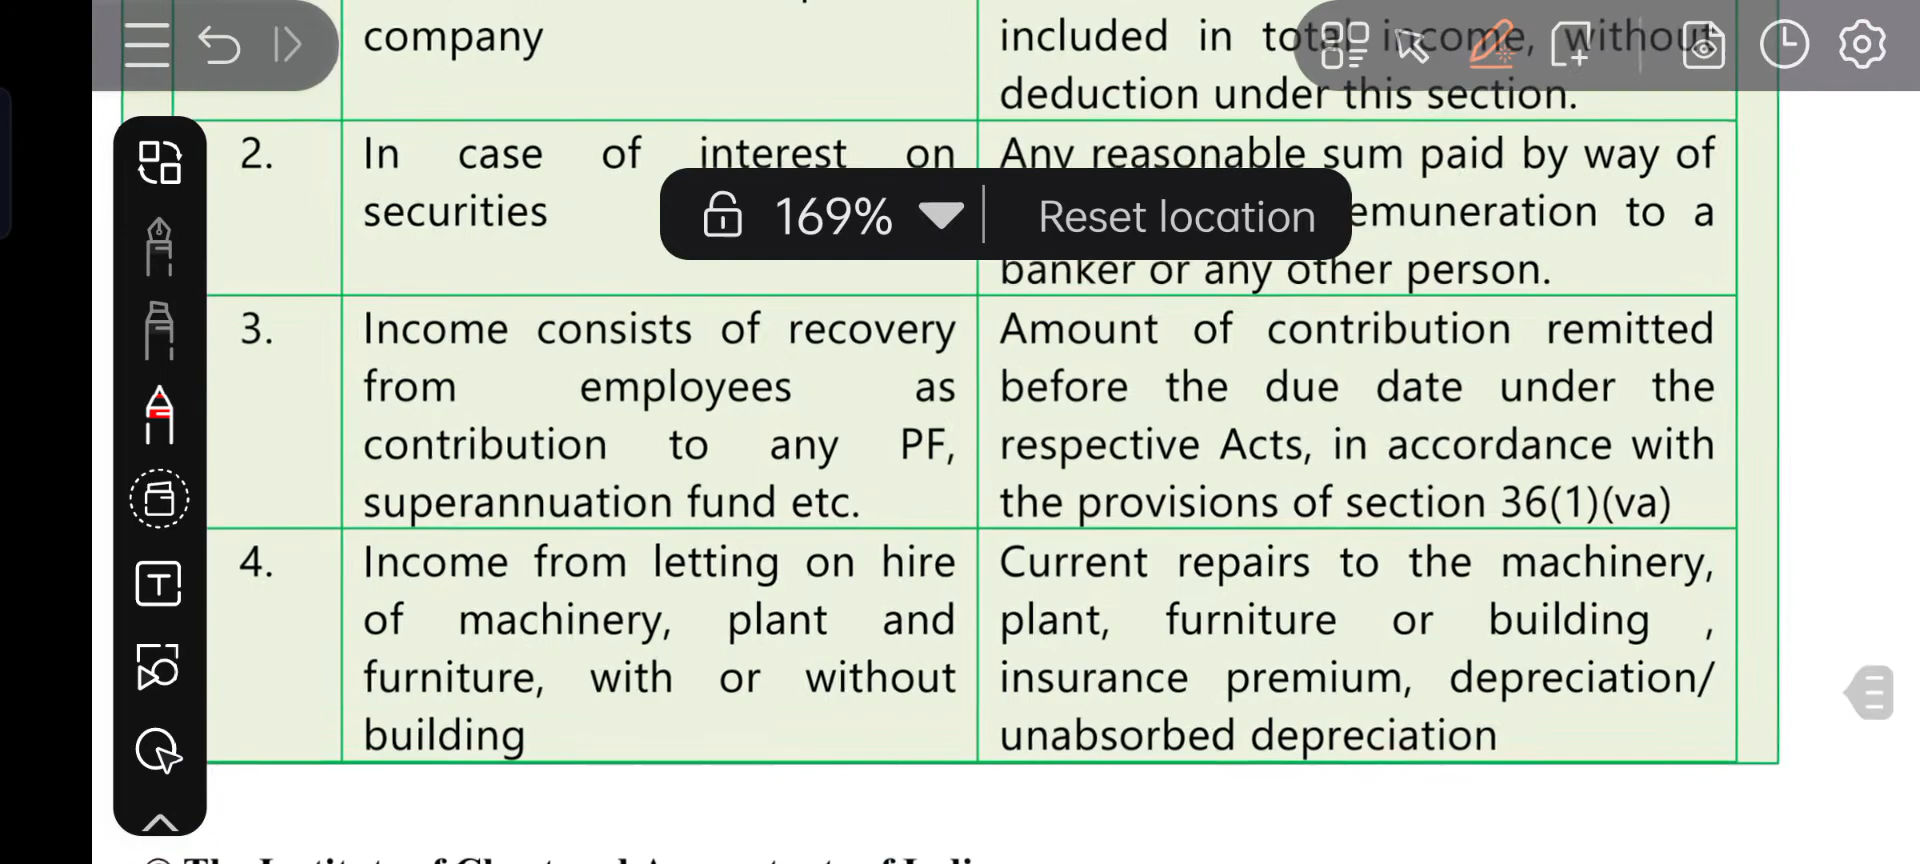 company
included in total income, without
deduction under this section.
2.
In case of interest on
securities
Any reasonable sum paid by way of
emuneration to a
banker or any other person.
169%
Reset location
3.
Income consists of recovery
from employees as
contribution to any PF,
superannuation fund etc.
Amount of contribution remitted
before the due date under the
respective Acts, in accordance with
the provisions of section 36(1)(va)
4.
Income from letting on hire
of machinery, plant and
furniture, with or without
building
Current repairs to the machinery,
plant, furniture or building ,
insurance premium, depreciation/
unabsorbed depreciation
T